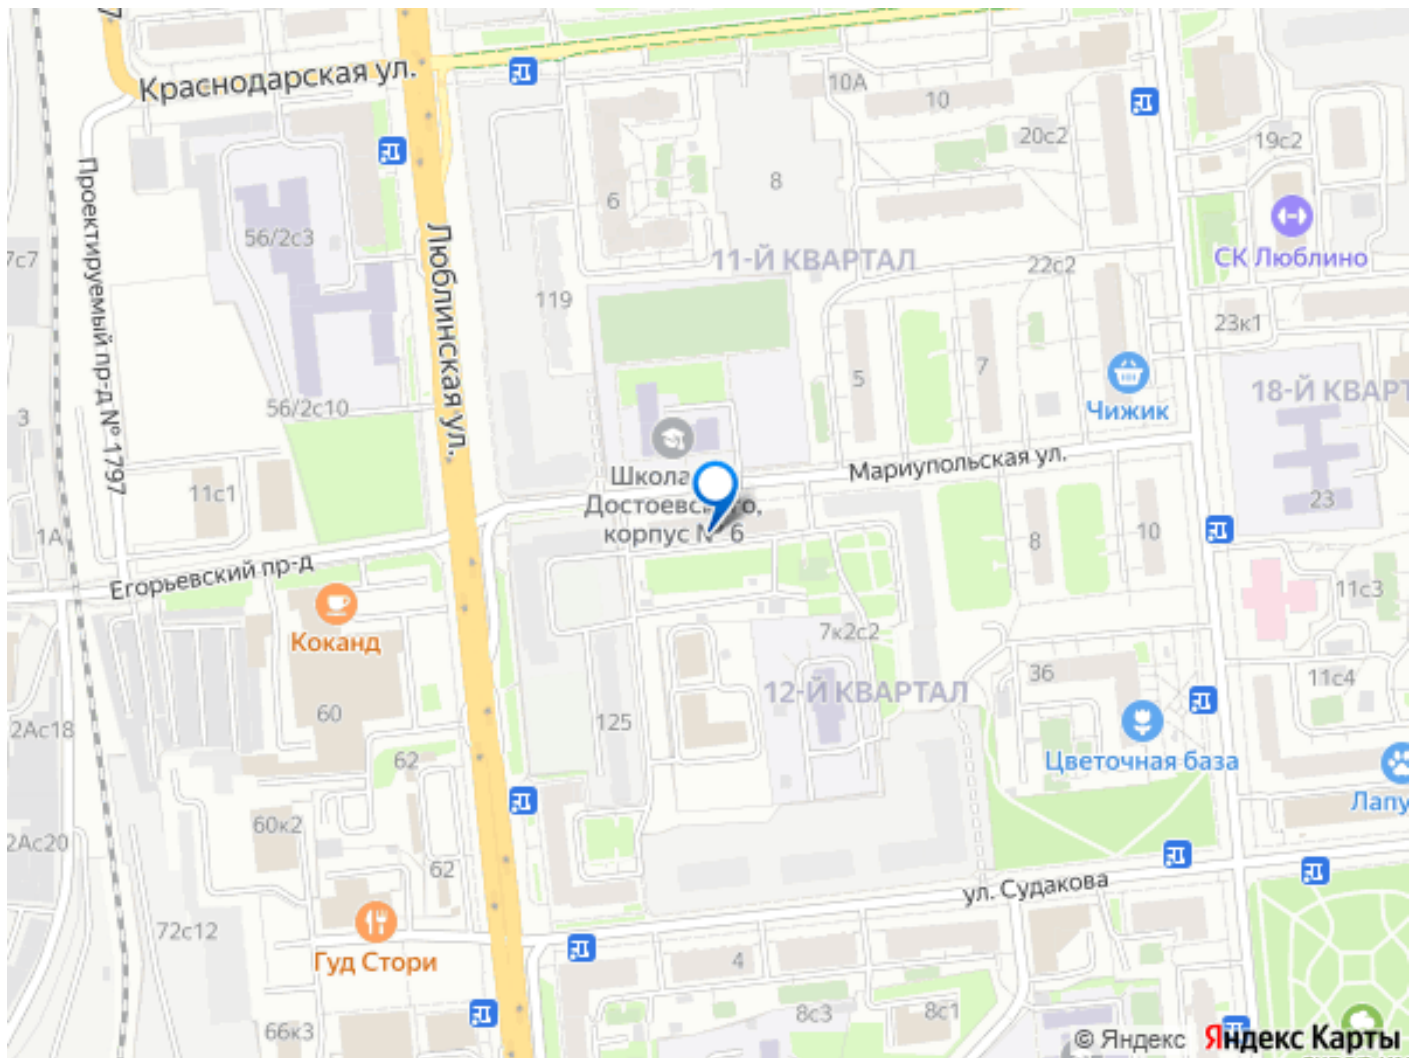 7
Краснодарская ул.
10А
10
20с2
19с2
8
6
Проектируемый пр-д № 1797
7с7
56/2с3
Люблинская ул.
11-Й КВАРТАЛ
СК Люблино
22с2
119
23к1
5
7
3
56/2с10
Чижик
18-Й КВАРТ
Мариупольская ул.
Школа
Достоевского,
корпус № 6
11с1
23
1А
8
10
Егорьевский пр-д
11с3
Коканд
7к2с2
36
11с4
12-Й КВАРТАЛ
60
125
2Ас18
Цветочная база
62
Лапу
60к2
2Ас20
62
ул. Судакова
72с12
Гуд Стори
4
8с3
8с1
66к3
© Яндекс Яндекс Карты